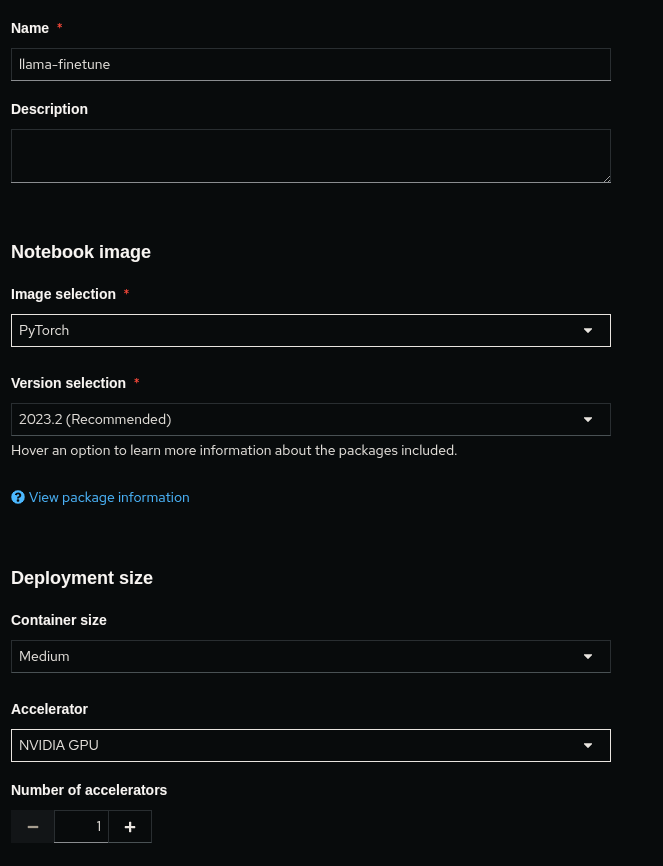 Name *
llama-finetune
Description
Notebook image
Image selection *
PyTorch
Version selection *
2023.2 (Recommended)
Hover an option to learn more information about the packages included.
View package information
Deployment size
Container size
Medium
Accelerator
NVIDIA GPU
Number of accelerators
1